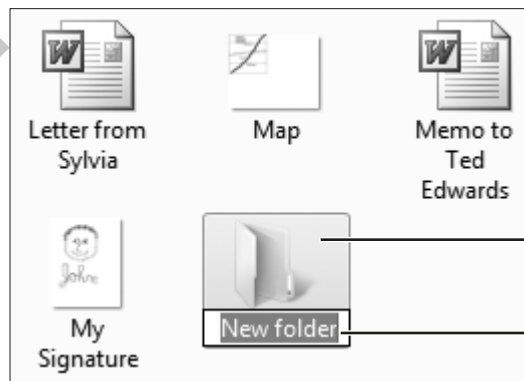 W
W
Letter from
Sylvia
Map
Memo to
Ted
Edwards
John
My
Signature
New folder